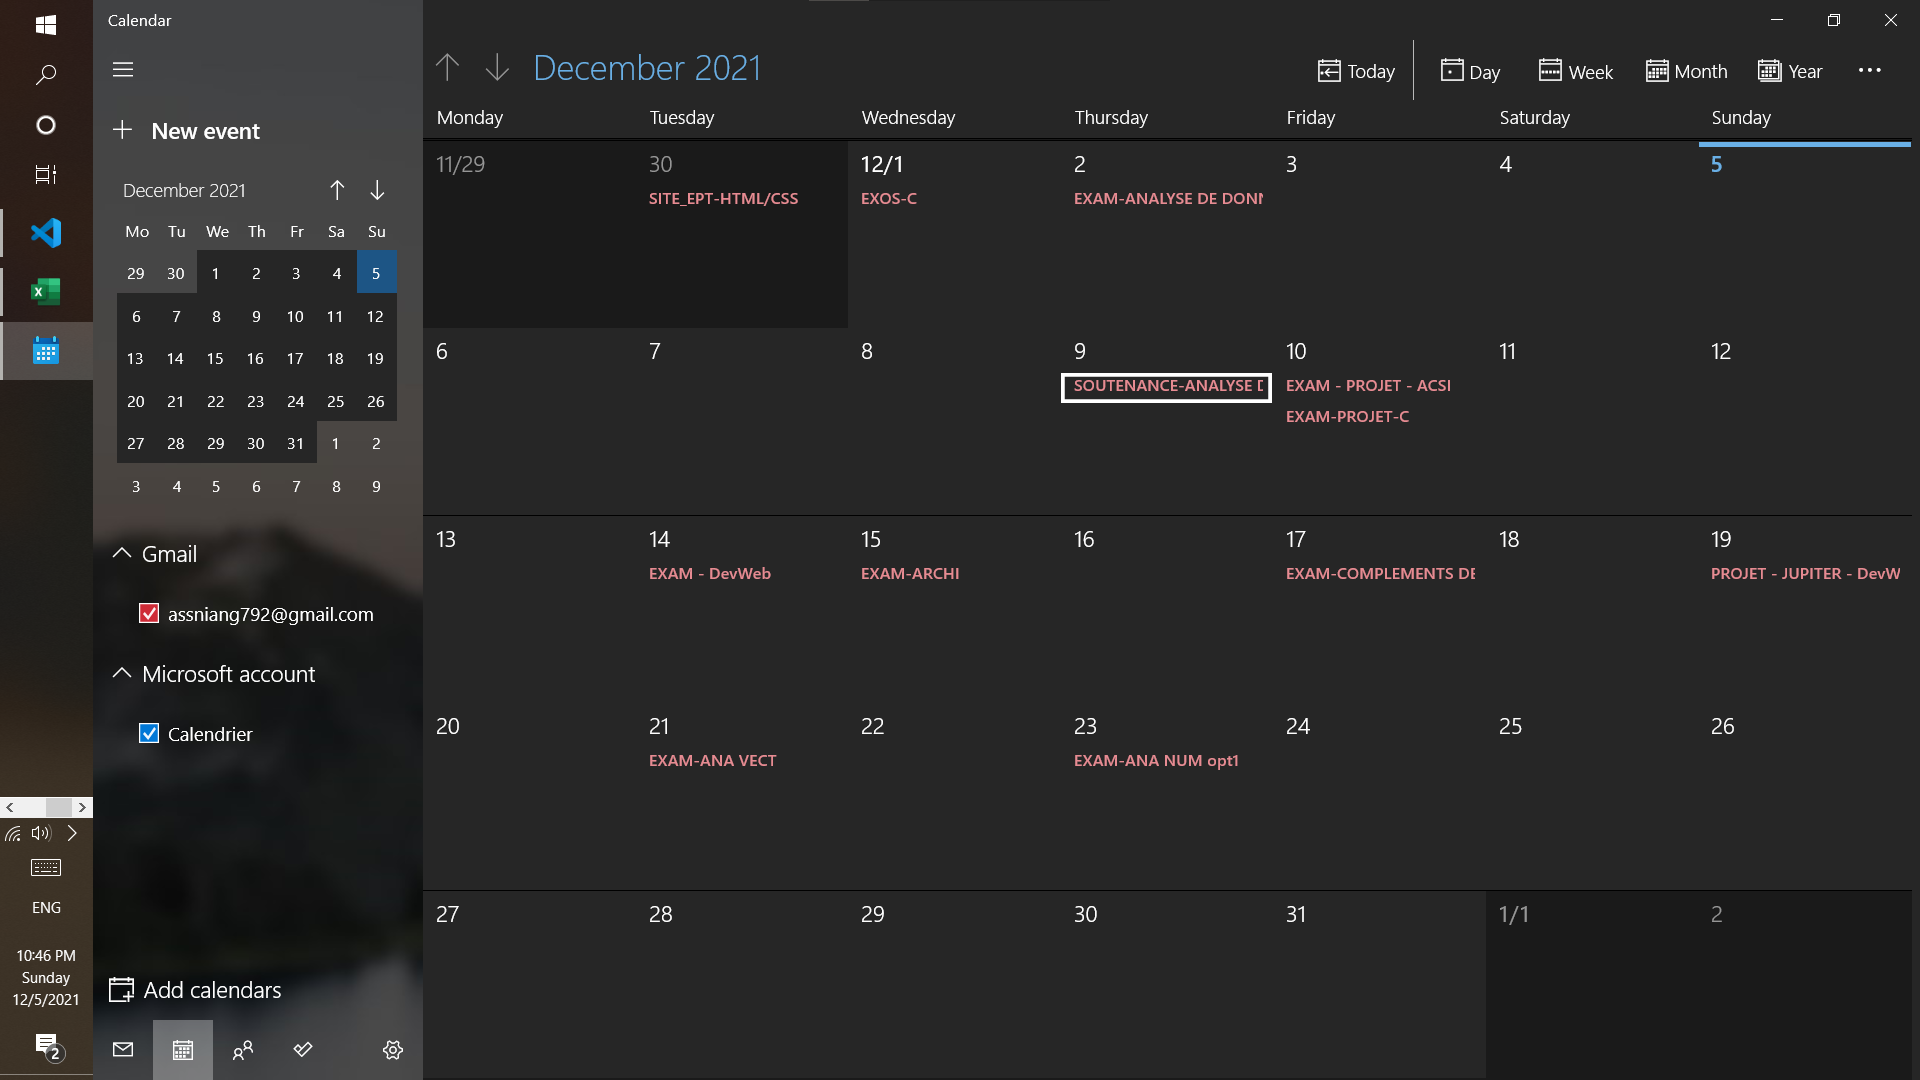 Calendar
New event
December 2021
Mo Tu We Th Fr Sa Su
29 30 1 2 3 4 5
6 7 8 9 10 11 12
13 14 15 16 17 18 19
20 21 22 23 24 25 26
27 28 29 30 31 1 2
3 4 5 6 7 8 9
Gmail
assniang792@gmail.com
Microsoft account
Calendrier
Add calendars
ENG
10:46 PM
Sunday
12/5/2021
2
December 2021
Today Day Week Month Year
Monday Tuesday Wednesday Thursday Friday Saturday Sunday
11/29 30 12/1 2 3 4 5
SITE_EPT-HTML/CSS EXOS-C EXAM-ANALYSE DE DONN
6 7 8 9 10 11 12
SOUTENANCE-ANALYSE D EXAM - PROJET - ACSI
EXAM-PROJET-C
13 14 15 16 17 18 19
EXAM - DevWeb EXAM-ARCHI EXAM-COMPLEMENTS DE PROJET - JUPITER - DevW
20 21 22 23 24 25 26
EXAM-ANA VECT EXAM-ANA NUM opt1
27 28 29 30 31 1/1 2